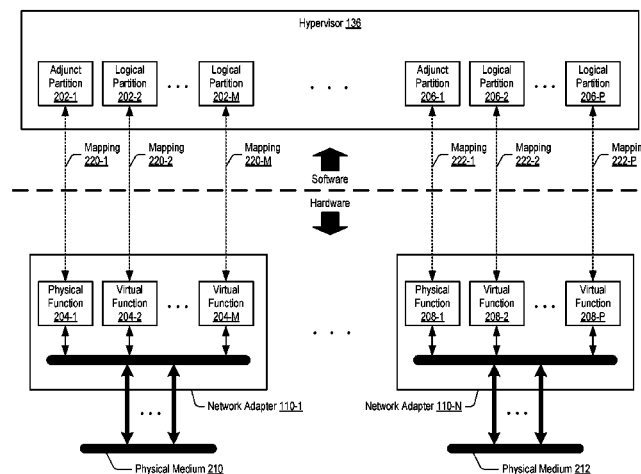 Hypervisor 136
Adjunct Partition 202-1
Logical Partition 202-2
. . .
Logical Partition 202-M
. . .
Adjunct Partition 206-1
Logical Partition 206-2
. . .
Logical Partition 206-P
Mapping 220-1
Mapping 220-2
Mapping 220-M
Mapping 222-1
Mapping 222-2
Mappin 222-P
Software
Hardware
Physical Function 204-1
Virtual Function 204-2
. . .
Virtual Function 204-M
. . .
Physical Function 208-1
Virtual Function 208-2
. . .
Virtual Function 208-P
. . .
Network Adapter 110-1
. . .
Network Adapter 110-N
Physical Medium 210
Physical Medium 212